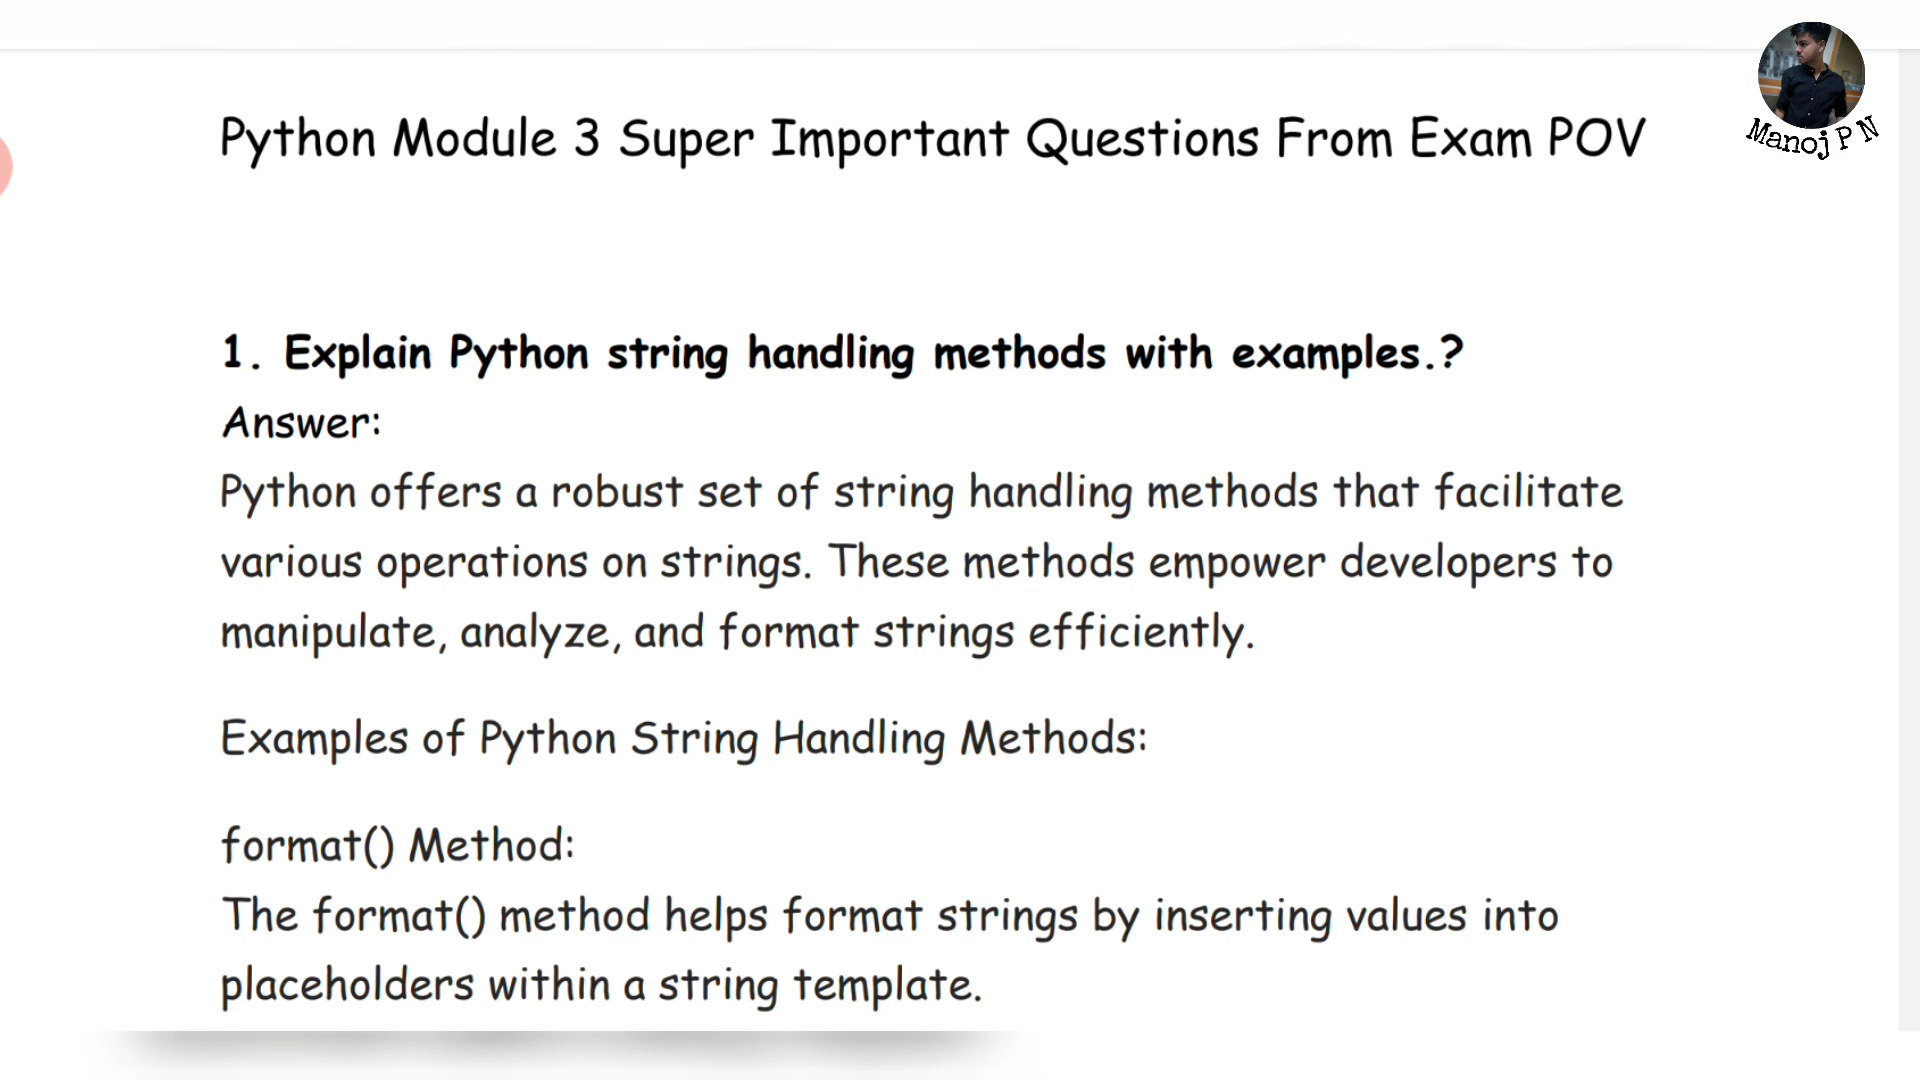 Python Module 3 Super Important Questions From Exam POV
Manoj P N
1. Explain Python string handling methods with examples.?
Answer:
Python offers a robust set of string handling methods that facilitate
various operations on strings. These methods empower developers to
manipulate, analyze, and format strings efficiently.
Examples of Python String Handling Methods:
format() Method:
The format() method helps format strings by inserting values into
placeholders within a string template.